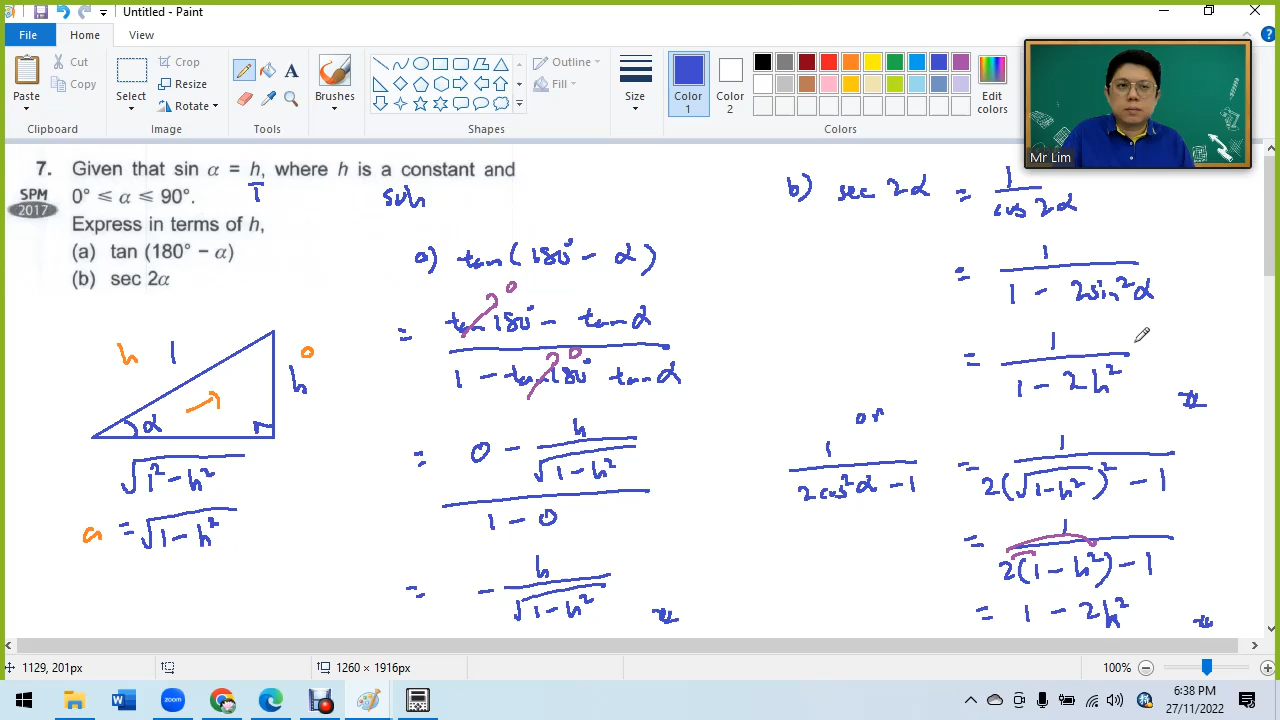 Untitled - Paint
File Home View
Paste
Cut
Copy
Clipboard
Select
Crop
Resize
Rotate
Image
A
Tools
Brushes
Shapes
Outline
Fill
Size
Color 1
Color 2
Edit colors
Colors
Mr Lim
7. Given that sin α = h, where h is a constant and
SPM 2017
0° ≤ α ≤ 90°.
Express in terms of h,
(a) tan (180° − α)
(b) sec 2α
1
soh
h 1 o
h
α
√1² − h²
a = √1 − h²
a) tan(180° − α)
= (tan 180° − tan α) / (1 − tan 180° tan α)
0
0
= (0 − h/√1 − h²) / (1 − 0)
= − h/√1 − h²
b) sec 2α = 1/cos 2α
= 1/(1 − 2sin²α)
= 1/(1 − 2h²)
or
1/(2cos²α − 1) = 1/(2(√1−h²)² − 1)
= 1/(2(1 − h²) − 1)
= 1 − 2h²
1129, 201px
1260 × 1916px
100%
6:38 PM
27/11/2022
zoom